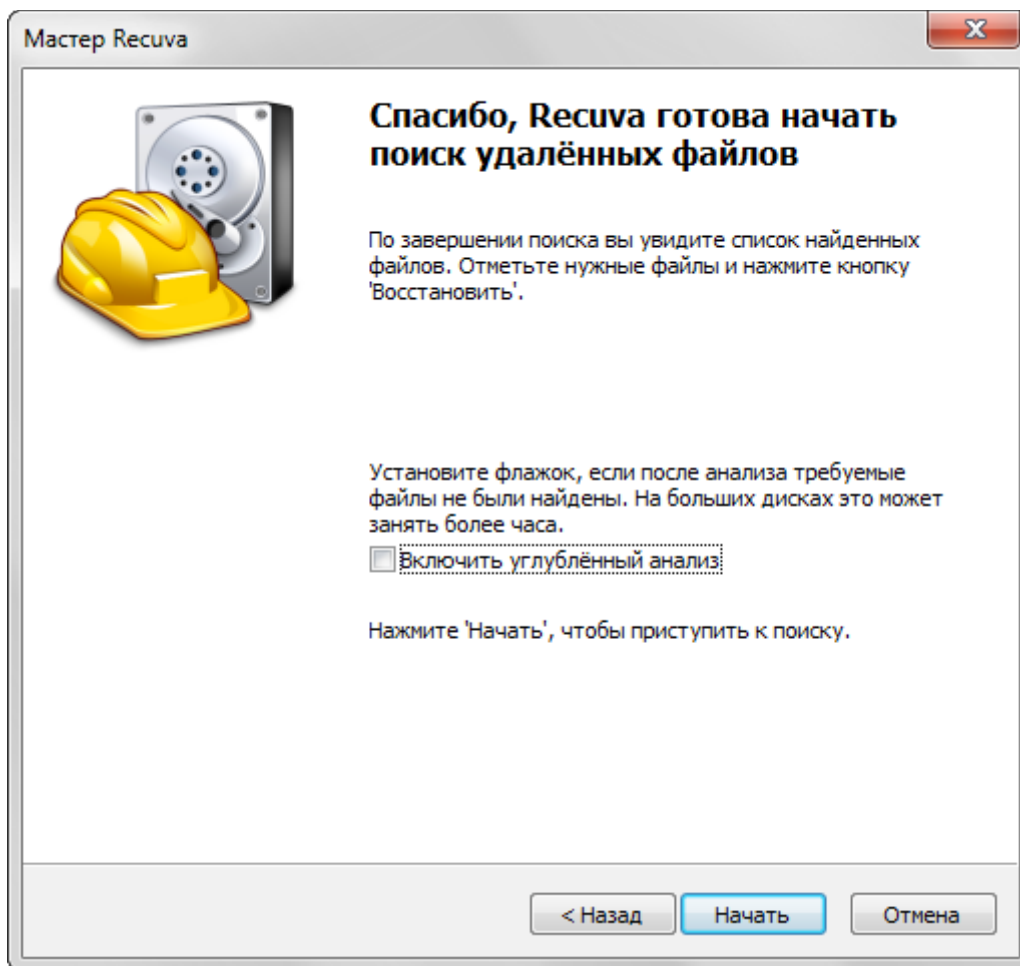 Мастер Recuva
Спасибо, Recuva готова начать
поиск удалённых файлов
По завершении поиска вы увидите список найденных
файлов. Отметьте нужные файлы и нажмите кнопку
'Восстановить'.
Установите флажок, если после анализа требуемые
файлы не были найдены. На больших дисках это может
занять более часа.
Включить углублённый анализ
Нажмите 'Начать', чтобы приступить к поиску.
< Назад Начать Отмена